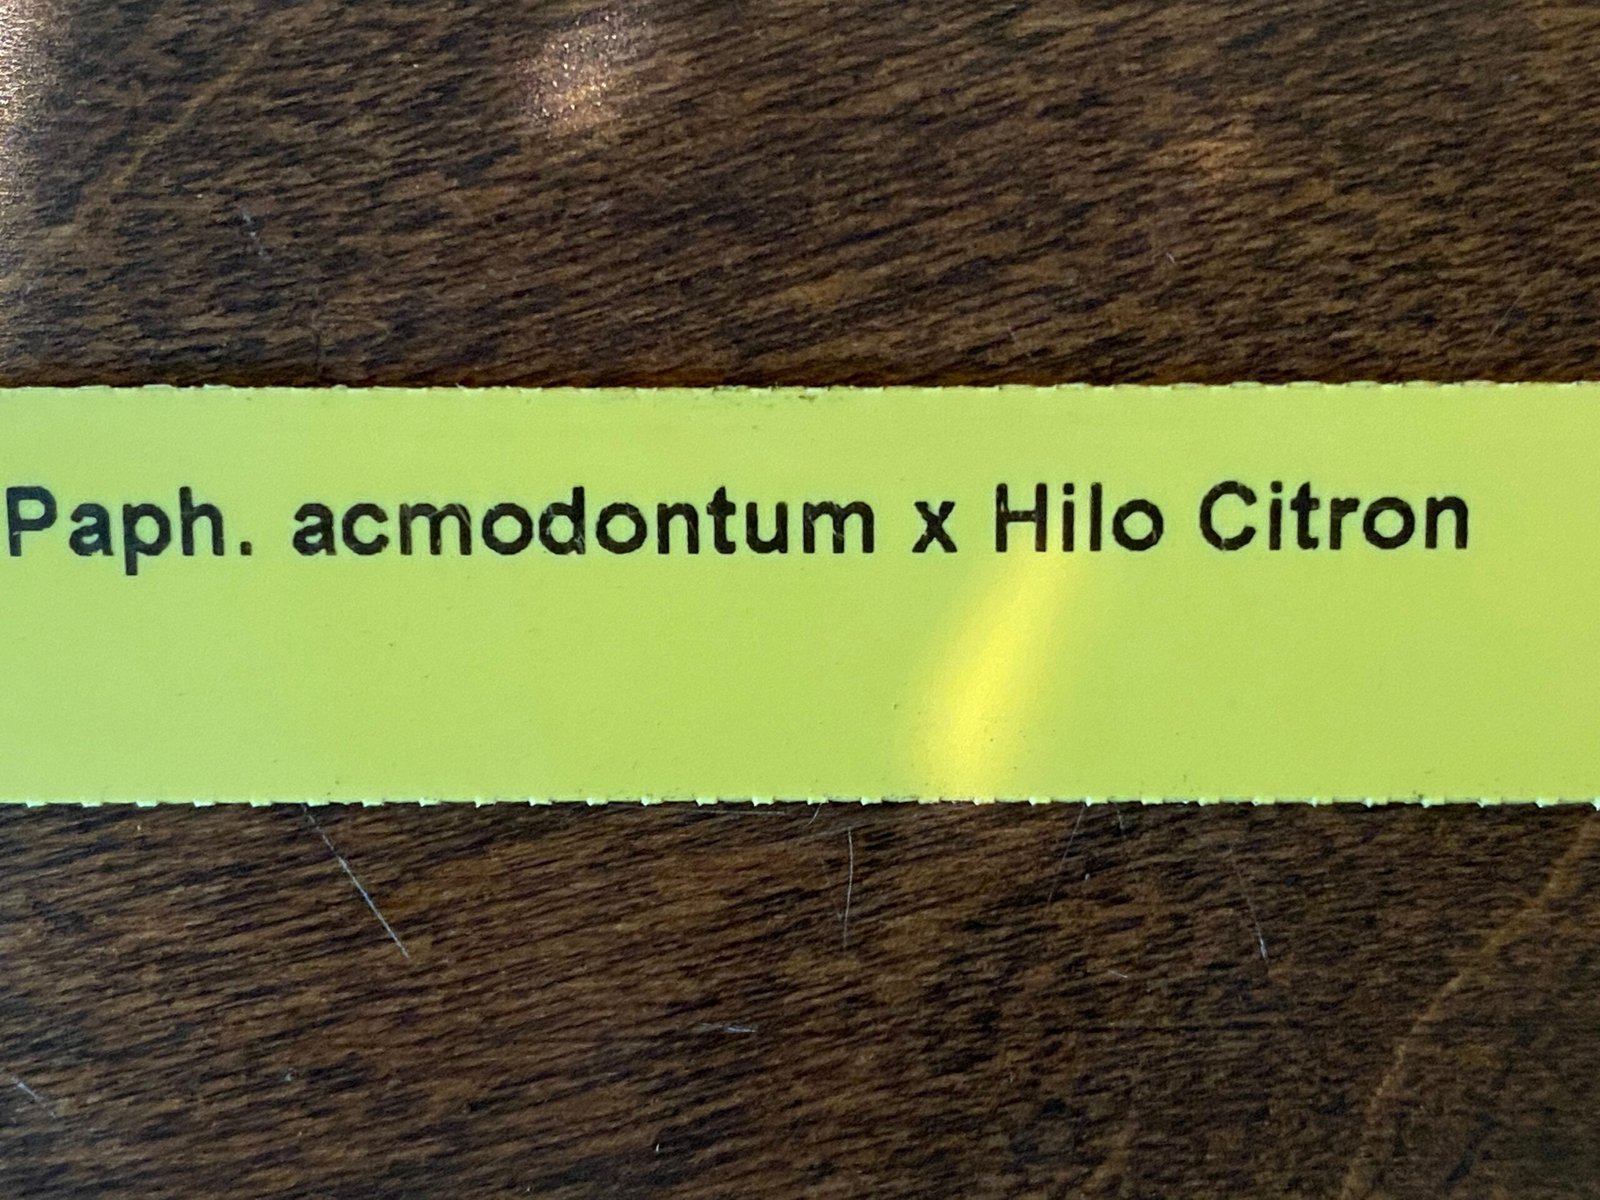 Paph. acmodontum x Hilo Citron